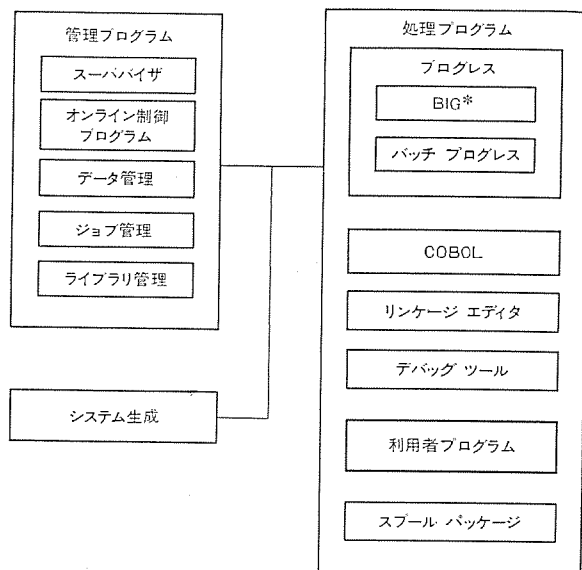 管理プログラム
スーパバイザ
オンライン制御
プログラム
データ管理
ジョブ管理
ライブラリ管理
システム生成
処理プログラム
プログレス
BIG*
バッチ プログレス
COBOL
リンケージ エディタ
デバッグ ツール
利用者プログラム
スプール パッケージ